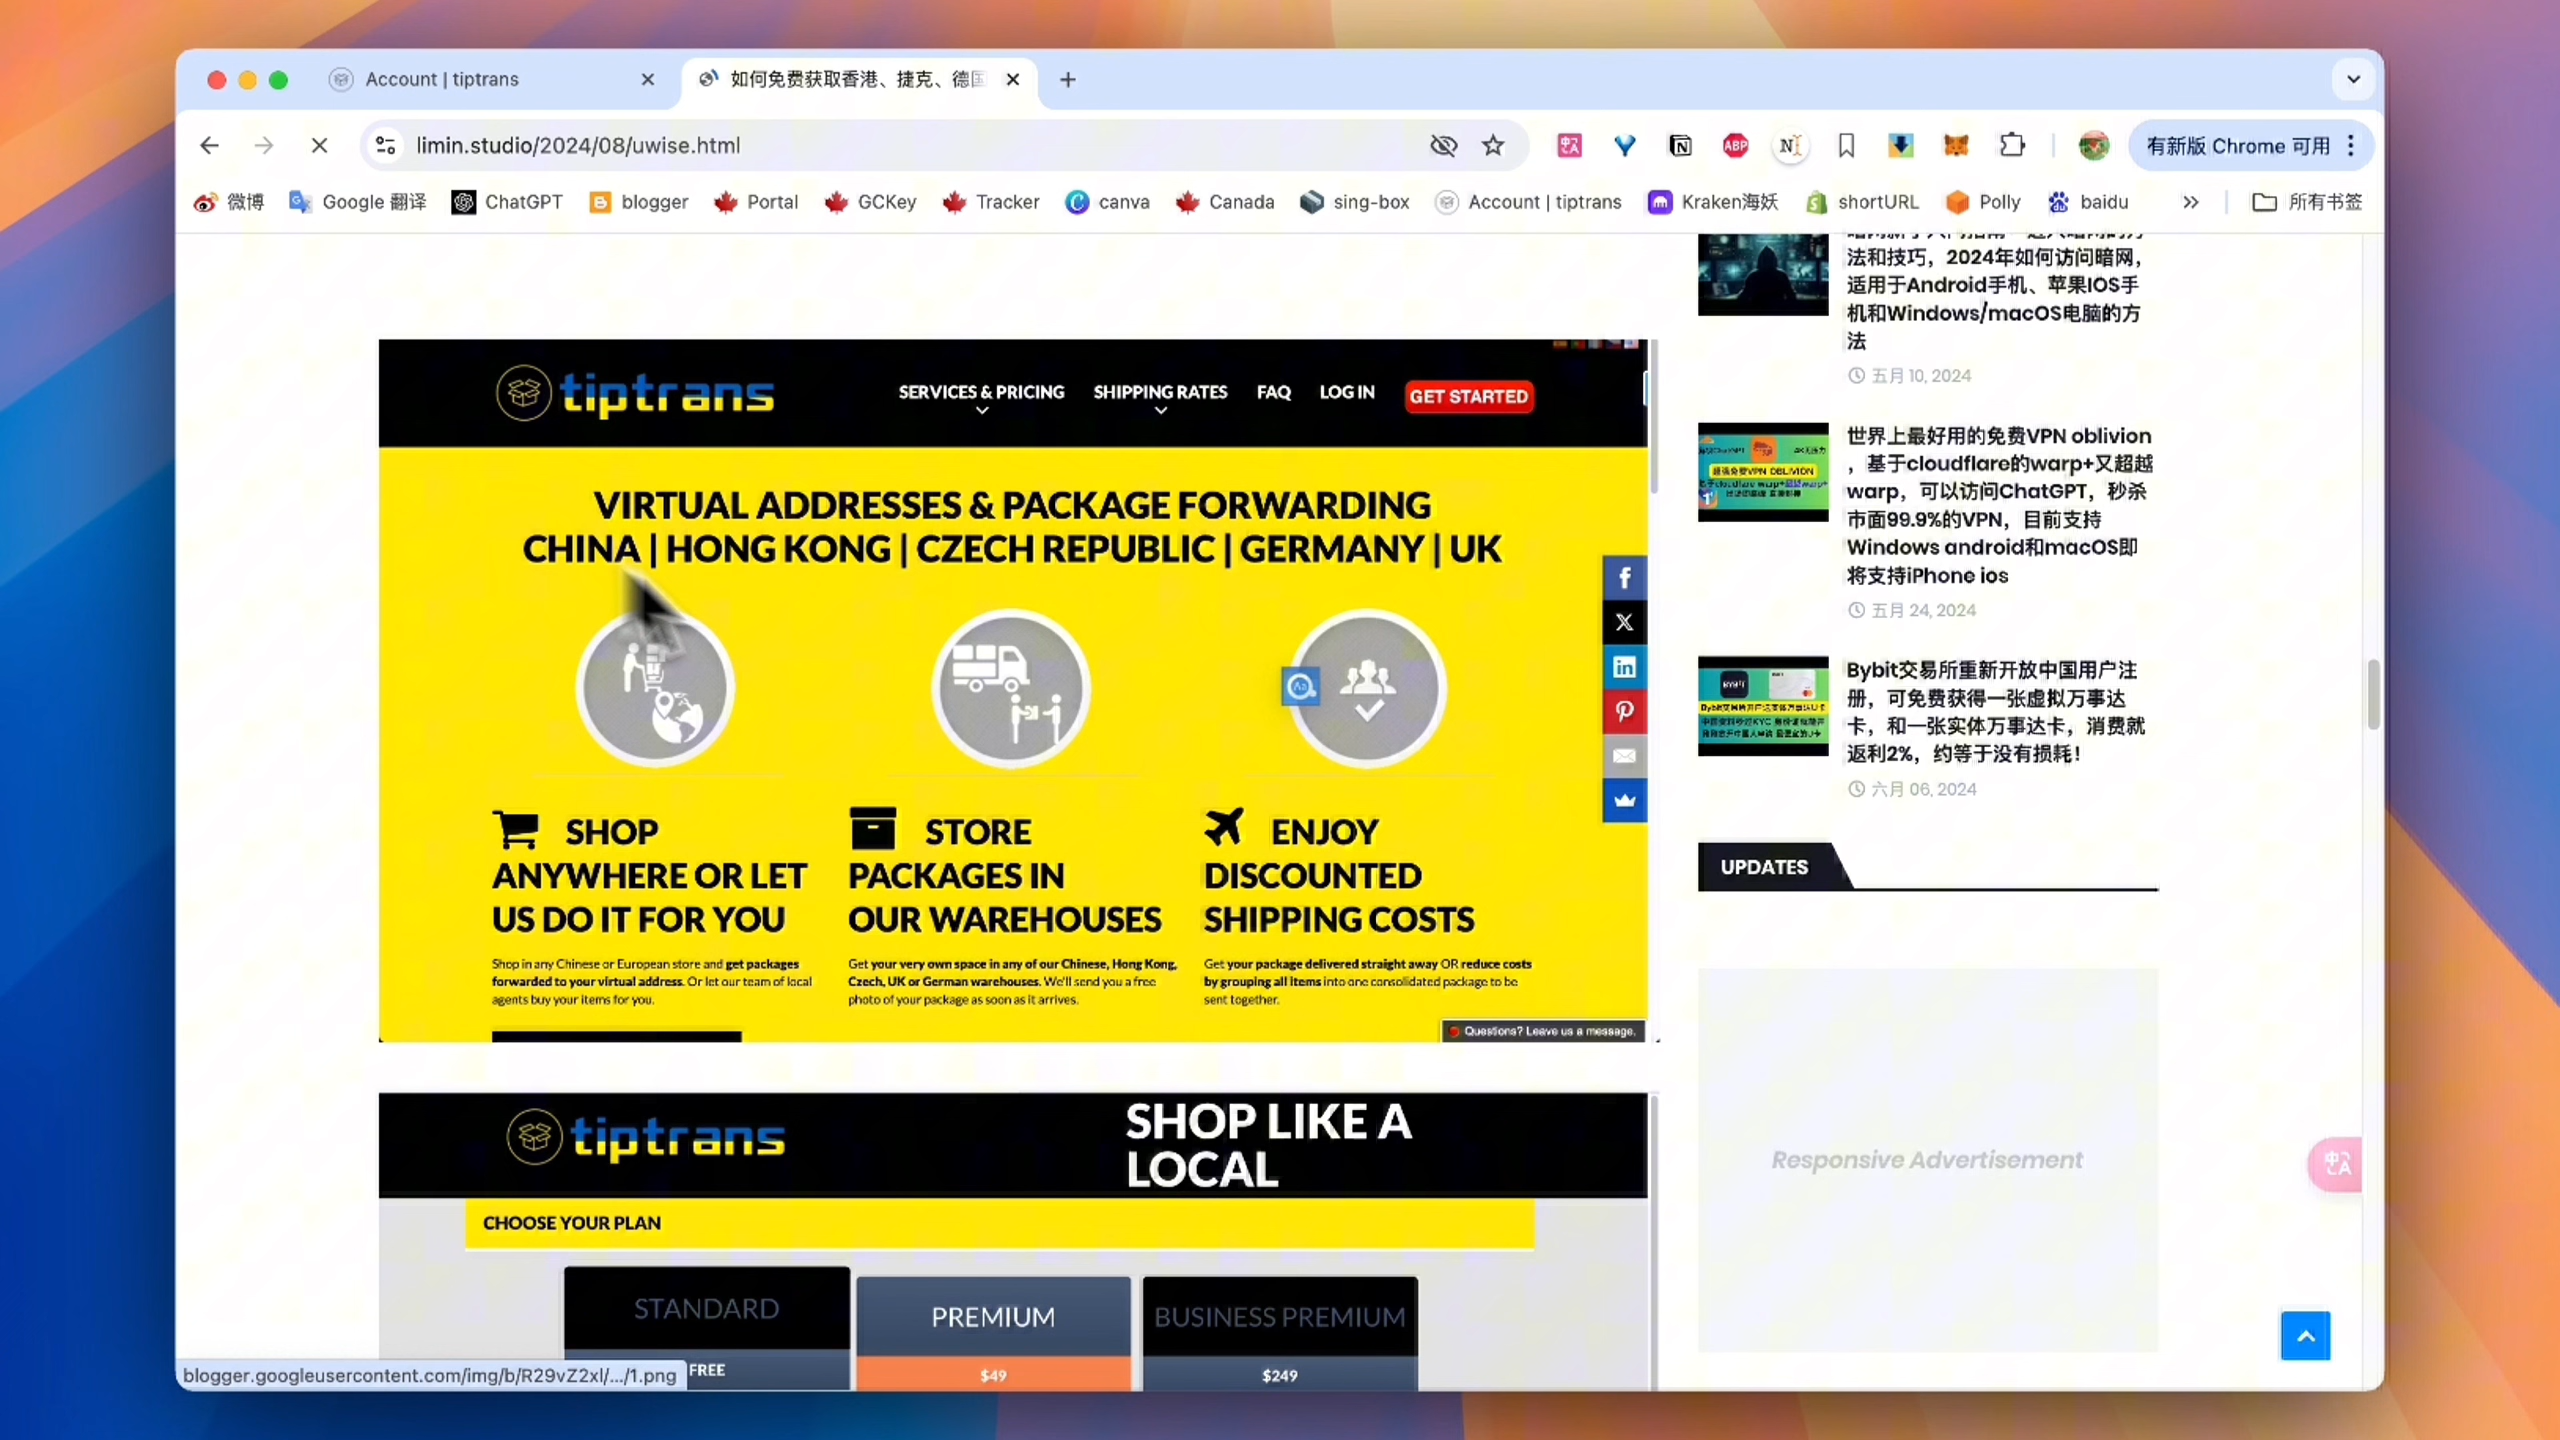 Account | tiptrans
如何免费获取香港、捷克、德国
limin.studio/2024/08/uwise.html
有新版 Chrome 可用
微博
Google 翻译
ChatGPT
blogger
Portal
GCKey
Tracker
canva
Canada
sing-box
Account | tiptrans
Kraken海妖
shortURL
Polly
baidu
所有书签
tiptrans
SERVICES & PRICING
SHIPPING RATES
FAQ
LOG IN
GET STARTED
VIRTUAL ADDRESSES & PACKAGE FORWARDING
CHINA | HONG KONG | CZECH REPUBLIC | GERMANY | UK
SHOP
ANYWHERE OR LET
US DO IT FOR YOU
Shop in any Chinese or European store and get packages
forwarded to your virtual address. Or let our team of local
agents buy your items for you.
STORE
PACKAGES IN
OUR WAREHOUSES
Get your very own space in any of our Chinese, Hong Kong,
Czech, UK or German warehouses. We'll send you a free
photo of your package as soon as it arrives.
ENJOY
DISCOUNTED
SHIPPING COSTS
Get your package delivered straight away OR reduce costs
by grouping all items into one consolidated package to be
sent together.
Questions? Leave us a message.
tiptrans
SHOP LIKE A
LOCAL
CHOOSE YOUR PLAN
STANDARD
FREE
PREMIUM
$49
BUSINESS PREMIUM
$249
blogger.googleusercontent.com/img/b/R29vZ2xl/.../1.png
法和技巧，2024年如何访问暗网，
适用于Android手机、苹果IOS手
机和Windows/macOS电脑的方
法
五月 10, 2024
世界上最好用的免费VPN oblivion
，基于cloudflare的warp+又超越
warp，可以访问ChatGPT，秒杀
市面99.9%的VPN，目前支持
Windows android和macOS即
将支持iPhone ios
五月 24, 2024
Bybit交易所重新开放中国用户注
册，可免费获得一张虚拟万事达
卡，和一张实体万事达卡，消费就
返利2%，约等于没有损耗！
六月 06, 2024
UPDATES
Responsive Advertisement